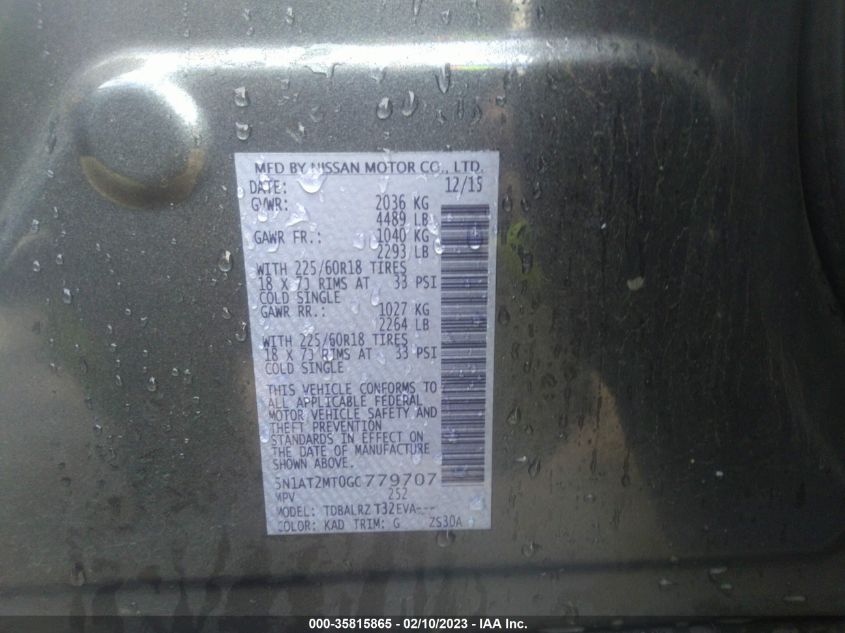 MFD BY NISSAN MOTOR CO., LTD.
DATE: 12/15
GVWR: 2036 KG
4489 LB
GAWR FR.: 1040 KG
2293 LB
WITH 225/60R18 TIRES
18 X 7J RIMS AT 33 PSI
COLD SINGLE
GAWR RR.: 1027 KG
2264 LB
WITH 225/60R18 TIRES
18 X 7J RIMS AT 33 PSI
COLD SINGLE
THIS VEHICLE CONFORMS TO
ALL APPLICABLE FEDERAL
MOTOR VEHICLE SAFETY AND
THEFT PREVENTION
STANDARDS IN EFFECT ON
THE DATE OF MANUFACTURE
SHOWN ABOVE.
5N1AT2MT0GC779707
MPV 252
MODEL: TDBALRZ T32EVA---
COLOR: KAD TRIM: G ZS30A
000-35815865 - 02/10/2023 - IAA Inc.